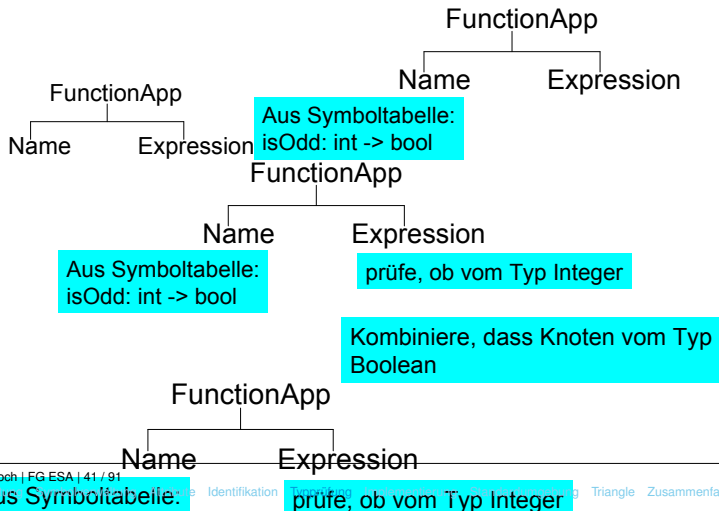 FunctionApp
Name Expression
FunctionApp
Name Expression
Aus Symboltabelle:
isOdd: int -> bool
FunctionApp
Name Expression
Aus Symboltabelle:
isOdd: int -> bool
prüfe, ob vom Typ Integer
Kombiniere, dass Knoten vom Typ
Boolean
FunctionApp
Name Expression
| FG ESA | 41 / 91
Identifikation Typprüfung Triangle
Symboltabelle:
prüfe, ob vom Typ Integer